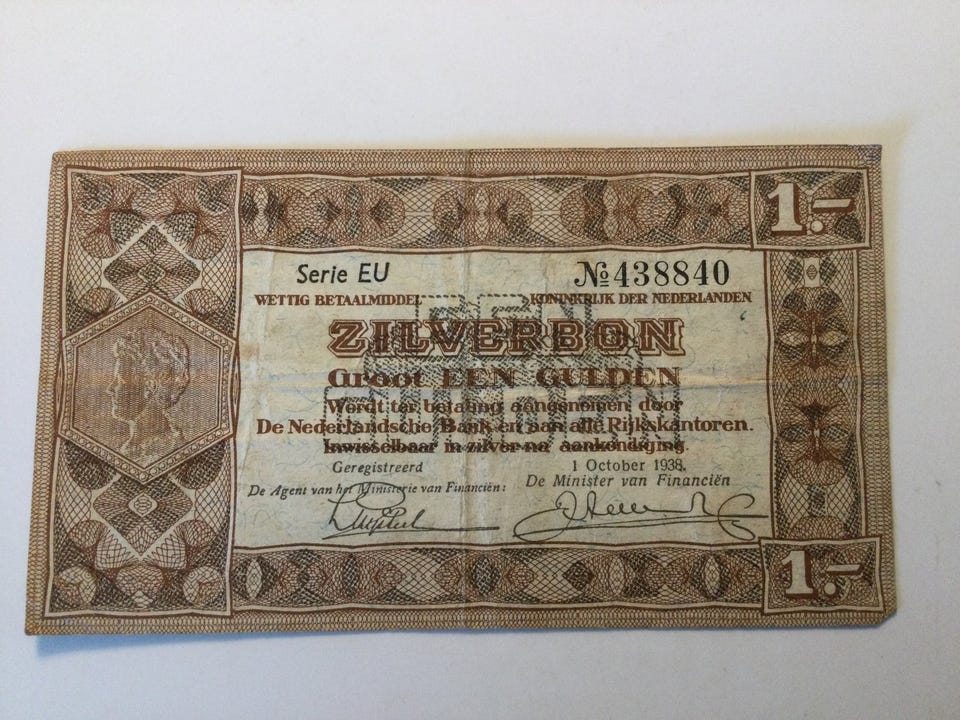 1.-
Serie EU № 438840
WETTIG BETAALMIDDEL KONINKRIJK DER NEDERLANDEN
ZILVERBON
Groot EEN GULDEN
Wordt ter betaling aangenomen door
De Nederlandsche Bank en aan alle Rijkskantoren.
Inwisselbaar in zilver na aankondiging.
Geregistreerd 1 October 1938.
De Agent van het Ministerie van Financiën: De Minister van Financiën
1.-